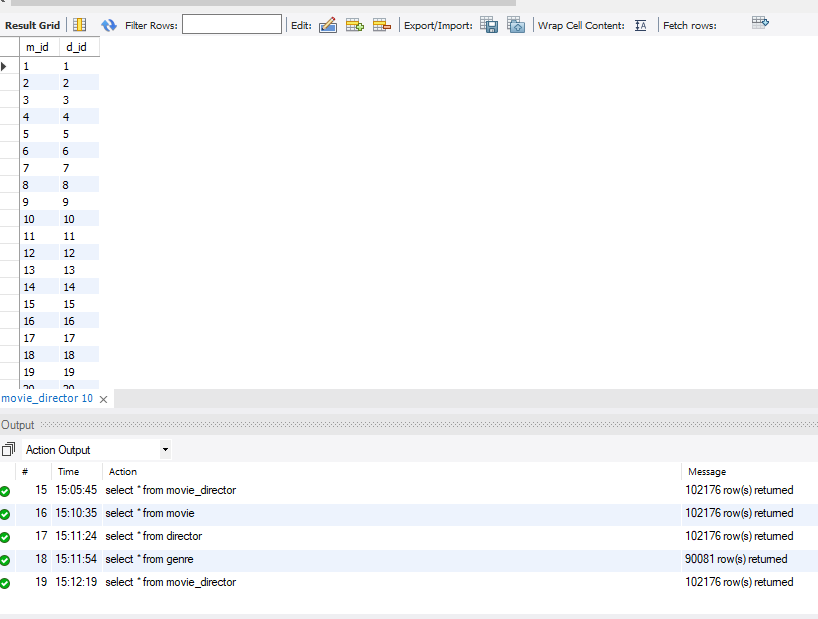 Result Grid Filter Rows: Edit: Export/Import: Wrap Cell Content: Fetch rows:
m_id d_id
1 1
2 2
3 3
4 4
5 5
6 6
7 7
8 8
9 9
10 10
11 11
12 12
13 13
14 14
15 15
16 16
17 17
18 18
19 19
20 20
movie_director 10
Output
Action Output
# Time Action Message
15 15:05:45 select * from movie_director 102176 row(s) returned
16 15:10:35 select * from movie 102176 row(s) returned
17 15:11:24 select * from director 102176 row(s) returned
18 15:11:54 select * from genre 90081 row(s) returned
19 15:12:19 select * from movie_director 102176 row(s) returned